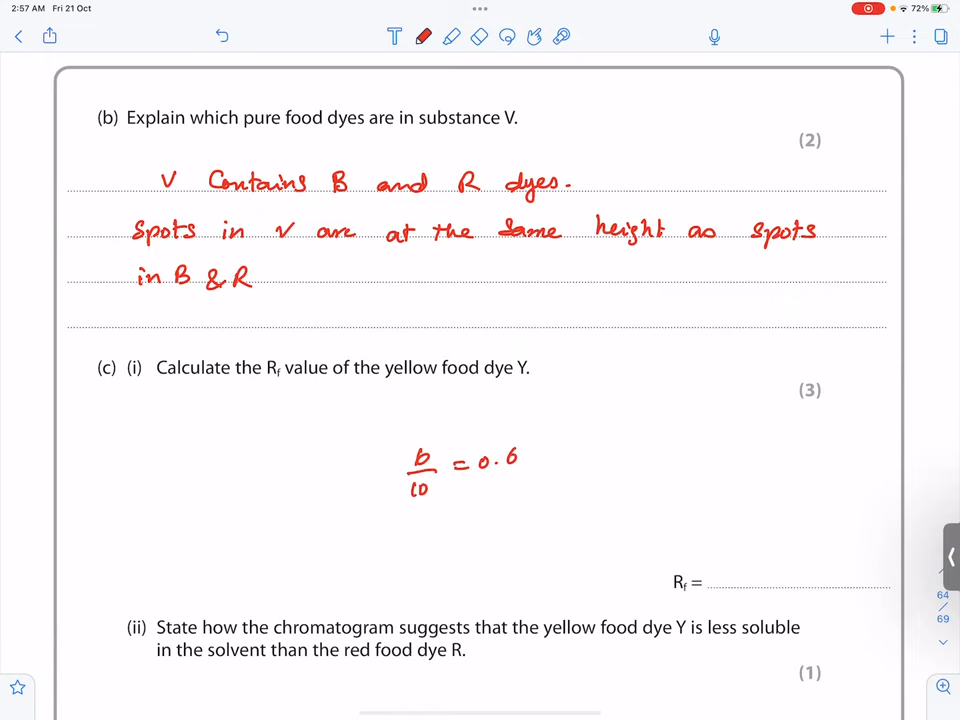 2:57 AM Fri 21 Oct
72%
(b) Explain which pure food dyes are in substance V.
(2)
V Contains B and R dyes.
Spots in V are at the same height as spots
in B & R
(c) (i) Calculate the Rf value of the yellow food dye Y.
(3)
6
10
= 0.6
Rf =
64
/
69
(ii) State how the chromatogram suggests that the yellow food dye Y is less soluble
in the solvent than the red food dye R.
(1)